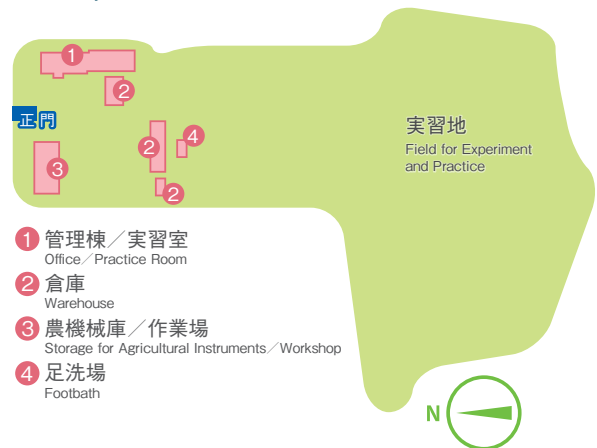 1
2
正門
2
4
3
2
実習地
Field for Experiment
and Practice
1 管理棟／実習室
Office／Practice Room
2 倉庫
Warehouse
3 農機械庫／作業場
Storage for Agricultural Instruments／Workshop
4 足洗場
Footbath
N